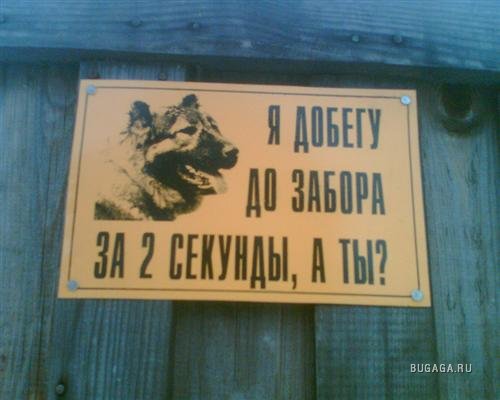 Я ДОБЕГУ
ДО ЗАБОРА
ЗА 2 СЕКУНДЫ, А ТЫ?
BUGAGA.RU